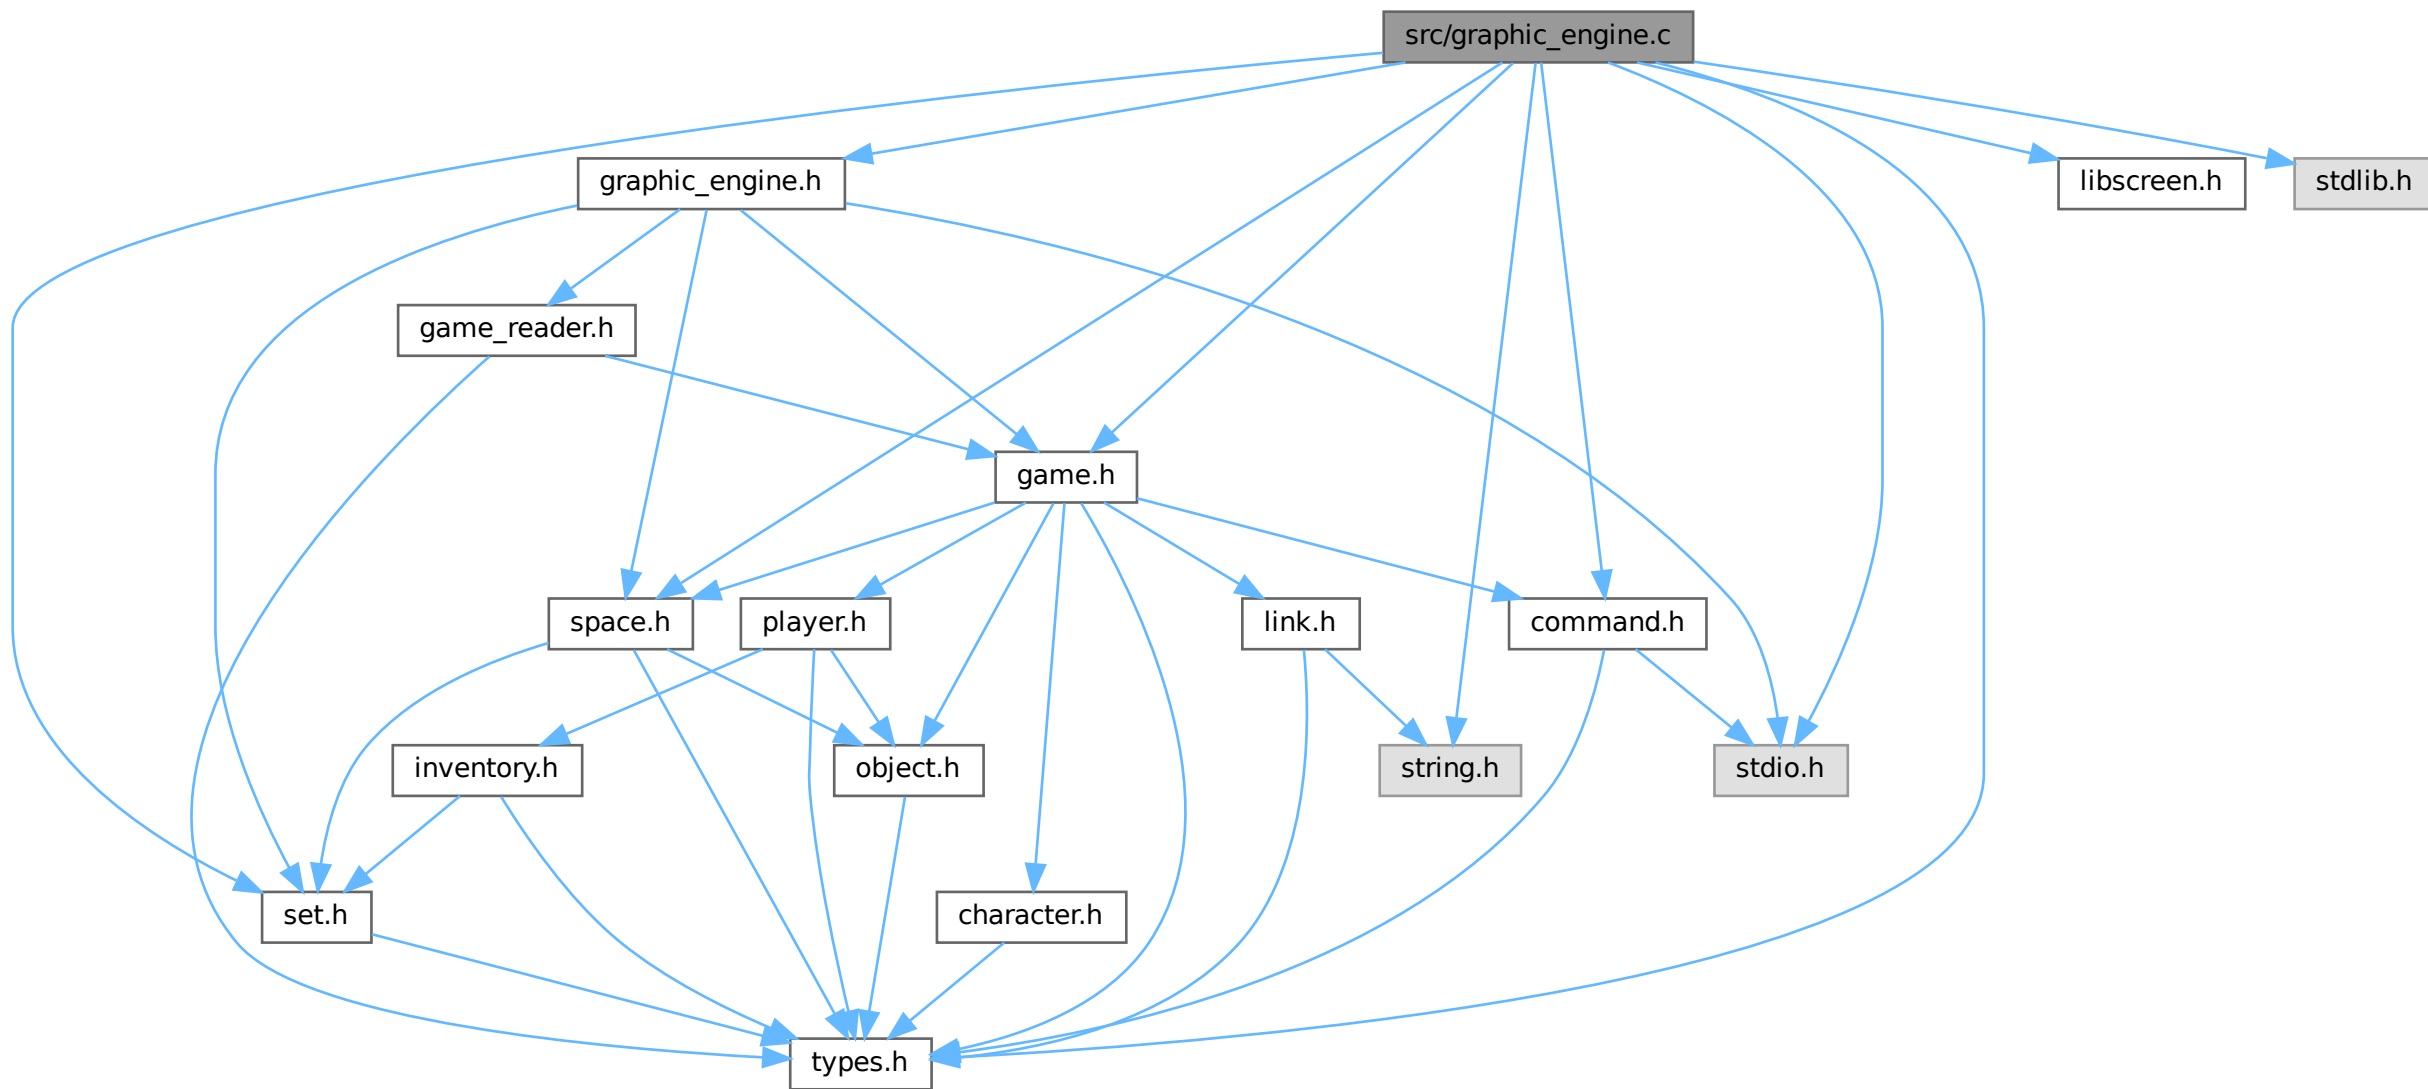 src/graphic_engine.c
graphic_engine.h
libscreen.h
stdlib.h
game_reader.h
game.h
space.h
player.h
link.h
command.h
inventory.h
object.h
string.h
stdio.h
set.h
character.h
types.h